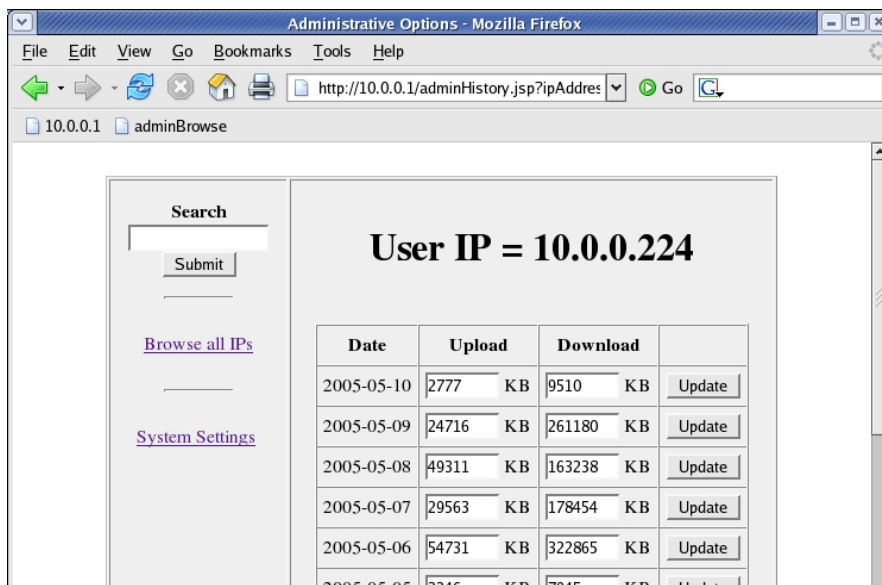 Administrative Options - Mozilla Firefox
File Edit View Go Bookmarks Tools Help
http://10.0.0.1/adminHistory.jsp?ipAddres Go G
10.0.0.1 adminBrowse
Search
Submit
Browse all IPs
System Settings
User IP = 10.0.0.224
Date Upload Download
2005-05-10 2777 KB 9510 KB Update
2005-05-09 24716 KB 261180 KB Update
2005-05-08 49311 KB 163238 KB Update
2005-05-07 29563 KB 178454 KB Update
2005-05-06 54731 KB 322865 KB Update